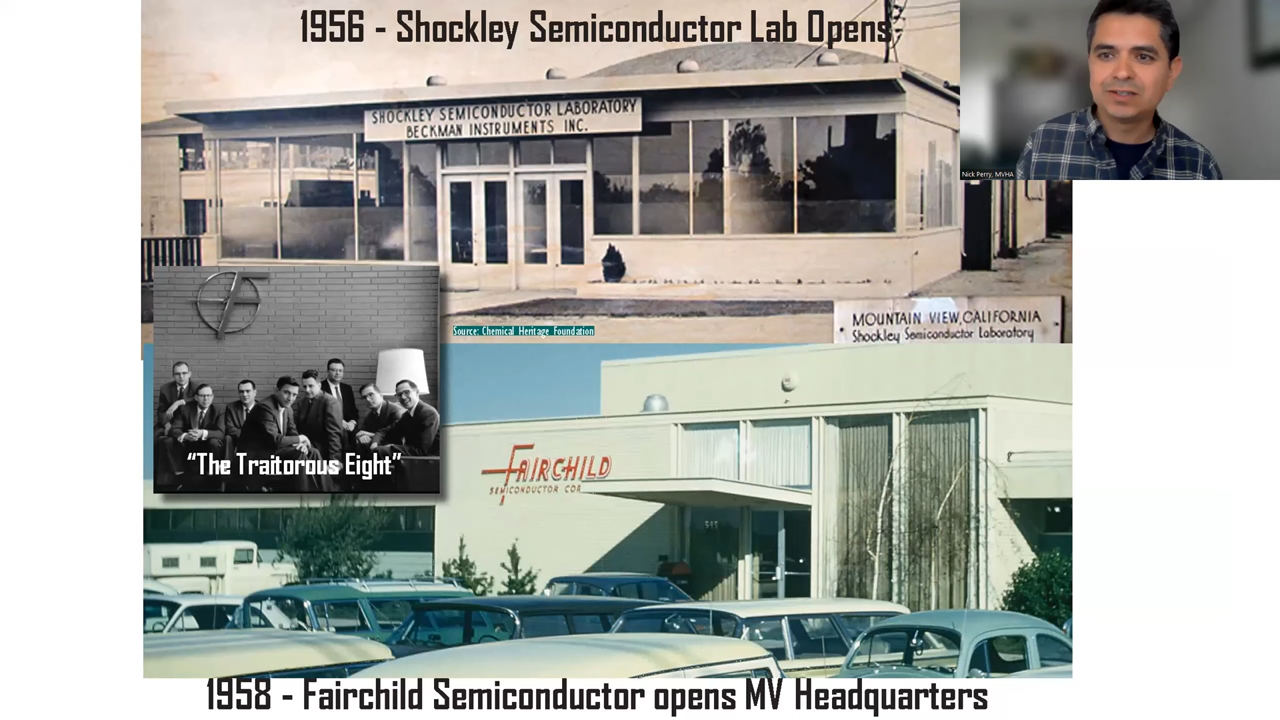 1956 - Shockley Semiconductor Lab Opens
SHOCKLEY SEMICONDUCTOR LABORATORY
BECKMAN INSTRUMENTS INC.
Nick Perry, MVHA
Source: Chemical Heritage Foundation
MOUNTAIN VIEW, CALIFORNIA
Shockley Semiconductor Laboratory
"The Traitorous Eight"
FAIRCHILD
SEMICONDUCTOR COR
545
1958 - Fairchild Semiconductor opens MV Headquarters